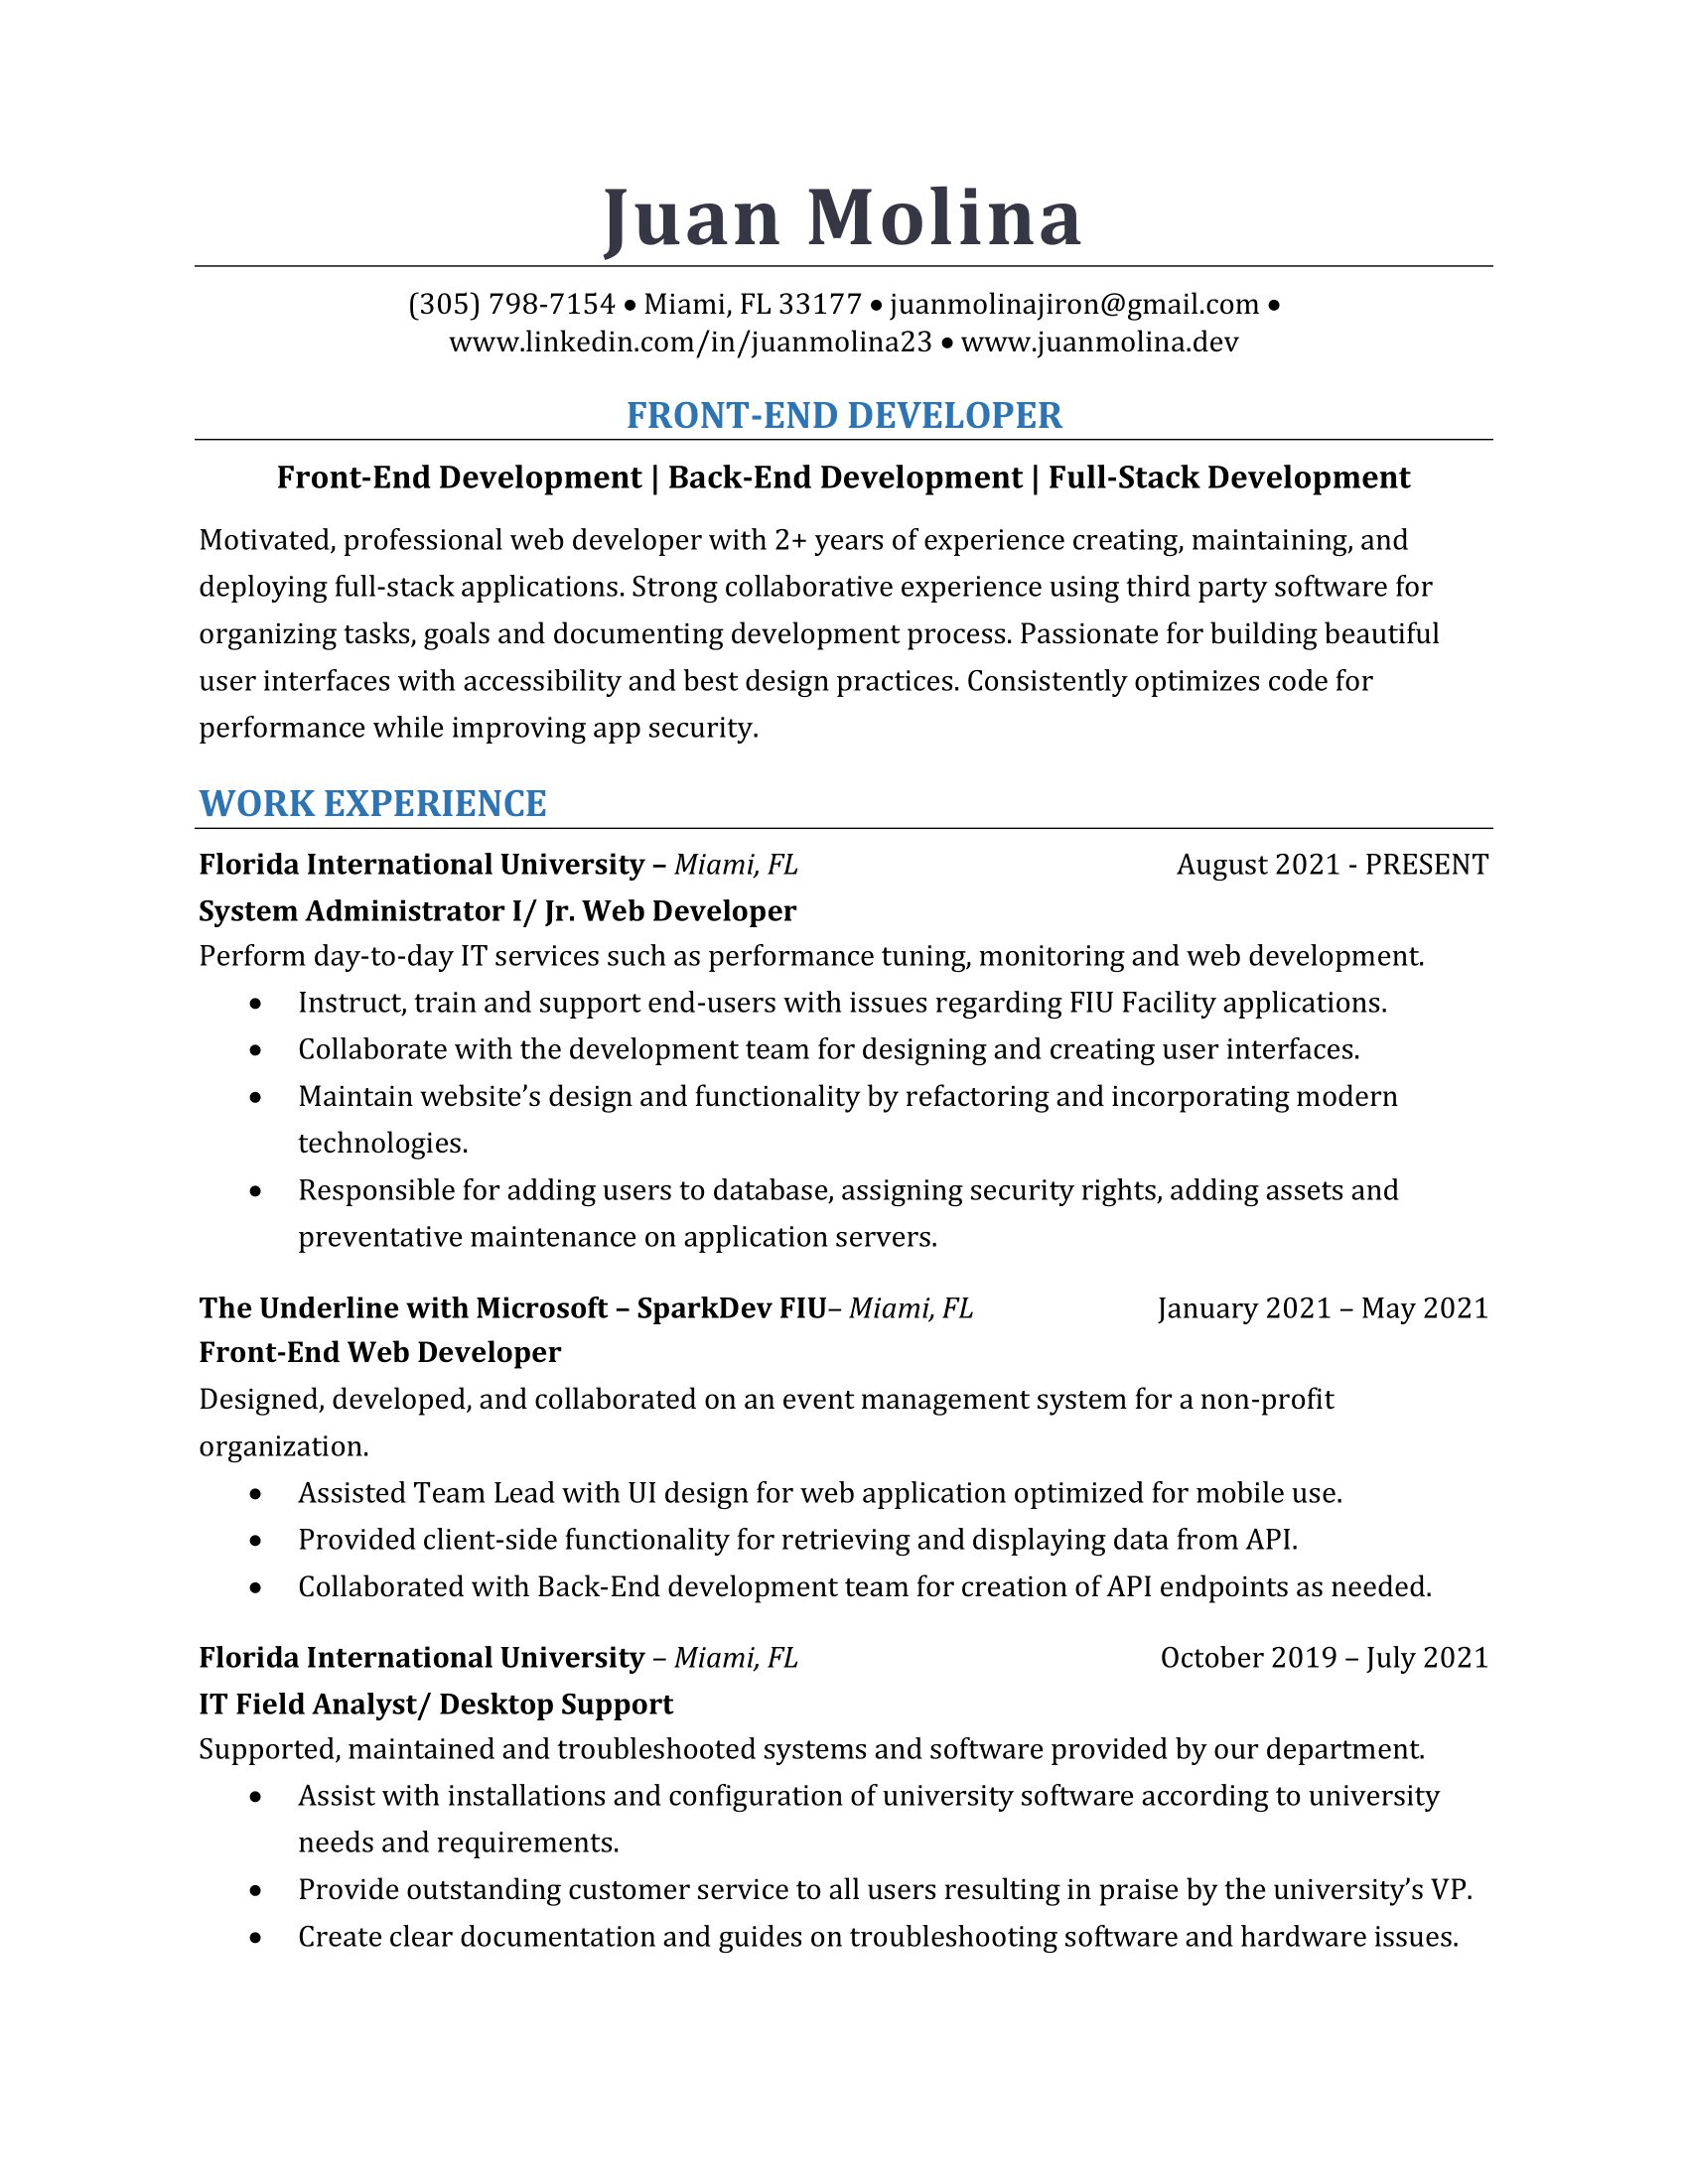 Juan Molina
(305) 798-7154 • Miami, FL 33177 • juanmolinajiron@gmail.com •
www.linkedin.com/in/juanmolina23 • www.juanmolina.dev
FRONT-END DEVELOPER
Front-End Development | Back-End Development | Full-Stack Development
Motivated, professional web developer with 2+ years of experience creating, maintaining, and
deploying full-stack applications. Strong collaborative experience using third party software for
organizing tasks, goals and documenting development process. Passionate for building beautiful
user interfaces with accessibility and best design practices. Consistently optimizes code for
performance while improving app security.
WORK EXPERIENCE
Florida International University – Miami, FL August 2021 - PRESENT
System Administrator I/ Jr. Web Developer
Perform day-to-day IT services such as performance tuning, monitoring and web development.
• Instruct, train and support end-users with issues regarding FIU Facility applications.
• Collaborate with the development team for designing and creating user interfaces.
• Maintain website’s design and functionality by refactoring and incorporating modern
technologies.
• Responsible for adding users to database, assigning security rights, adding assets and
preventative maintenance on application servers.
The Underline with Microsoft – SparkDev FIU– Miami, FL January 2021 – May 2021
Front-End Web Developer
Designed, developed, and collaborated on an event management system for a non-profit
organization.
• Assisted Team Lead with UI design for web application optimized for mobile use.
• Provided client-side functionality for retrieving and displaying data from API.
• Collaborated with Back-End development team for creation of API endpoints as needed.
Florida International University – Miami, FL October 2019 – July 2021
IT Field Analyst/ Desktop Support
Supported, maintained and troubleshooted systems and software provided by our department.
• Assist with installations and configuration of university software according to university
needs and requirements.
• Provide outstanding customer service to all users resulting in praise by the university’s VP.
• Create clear documentation and guides on troubleshooting software and hardware issues.